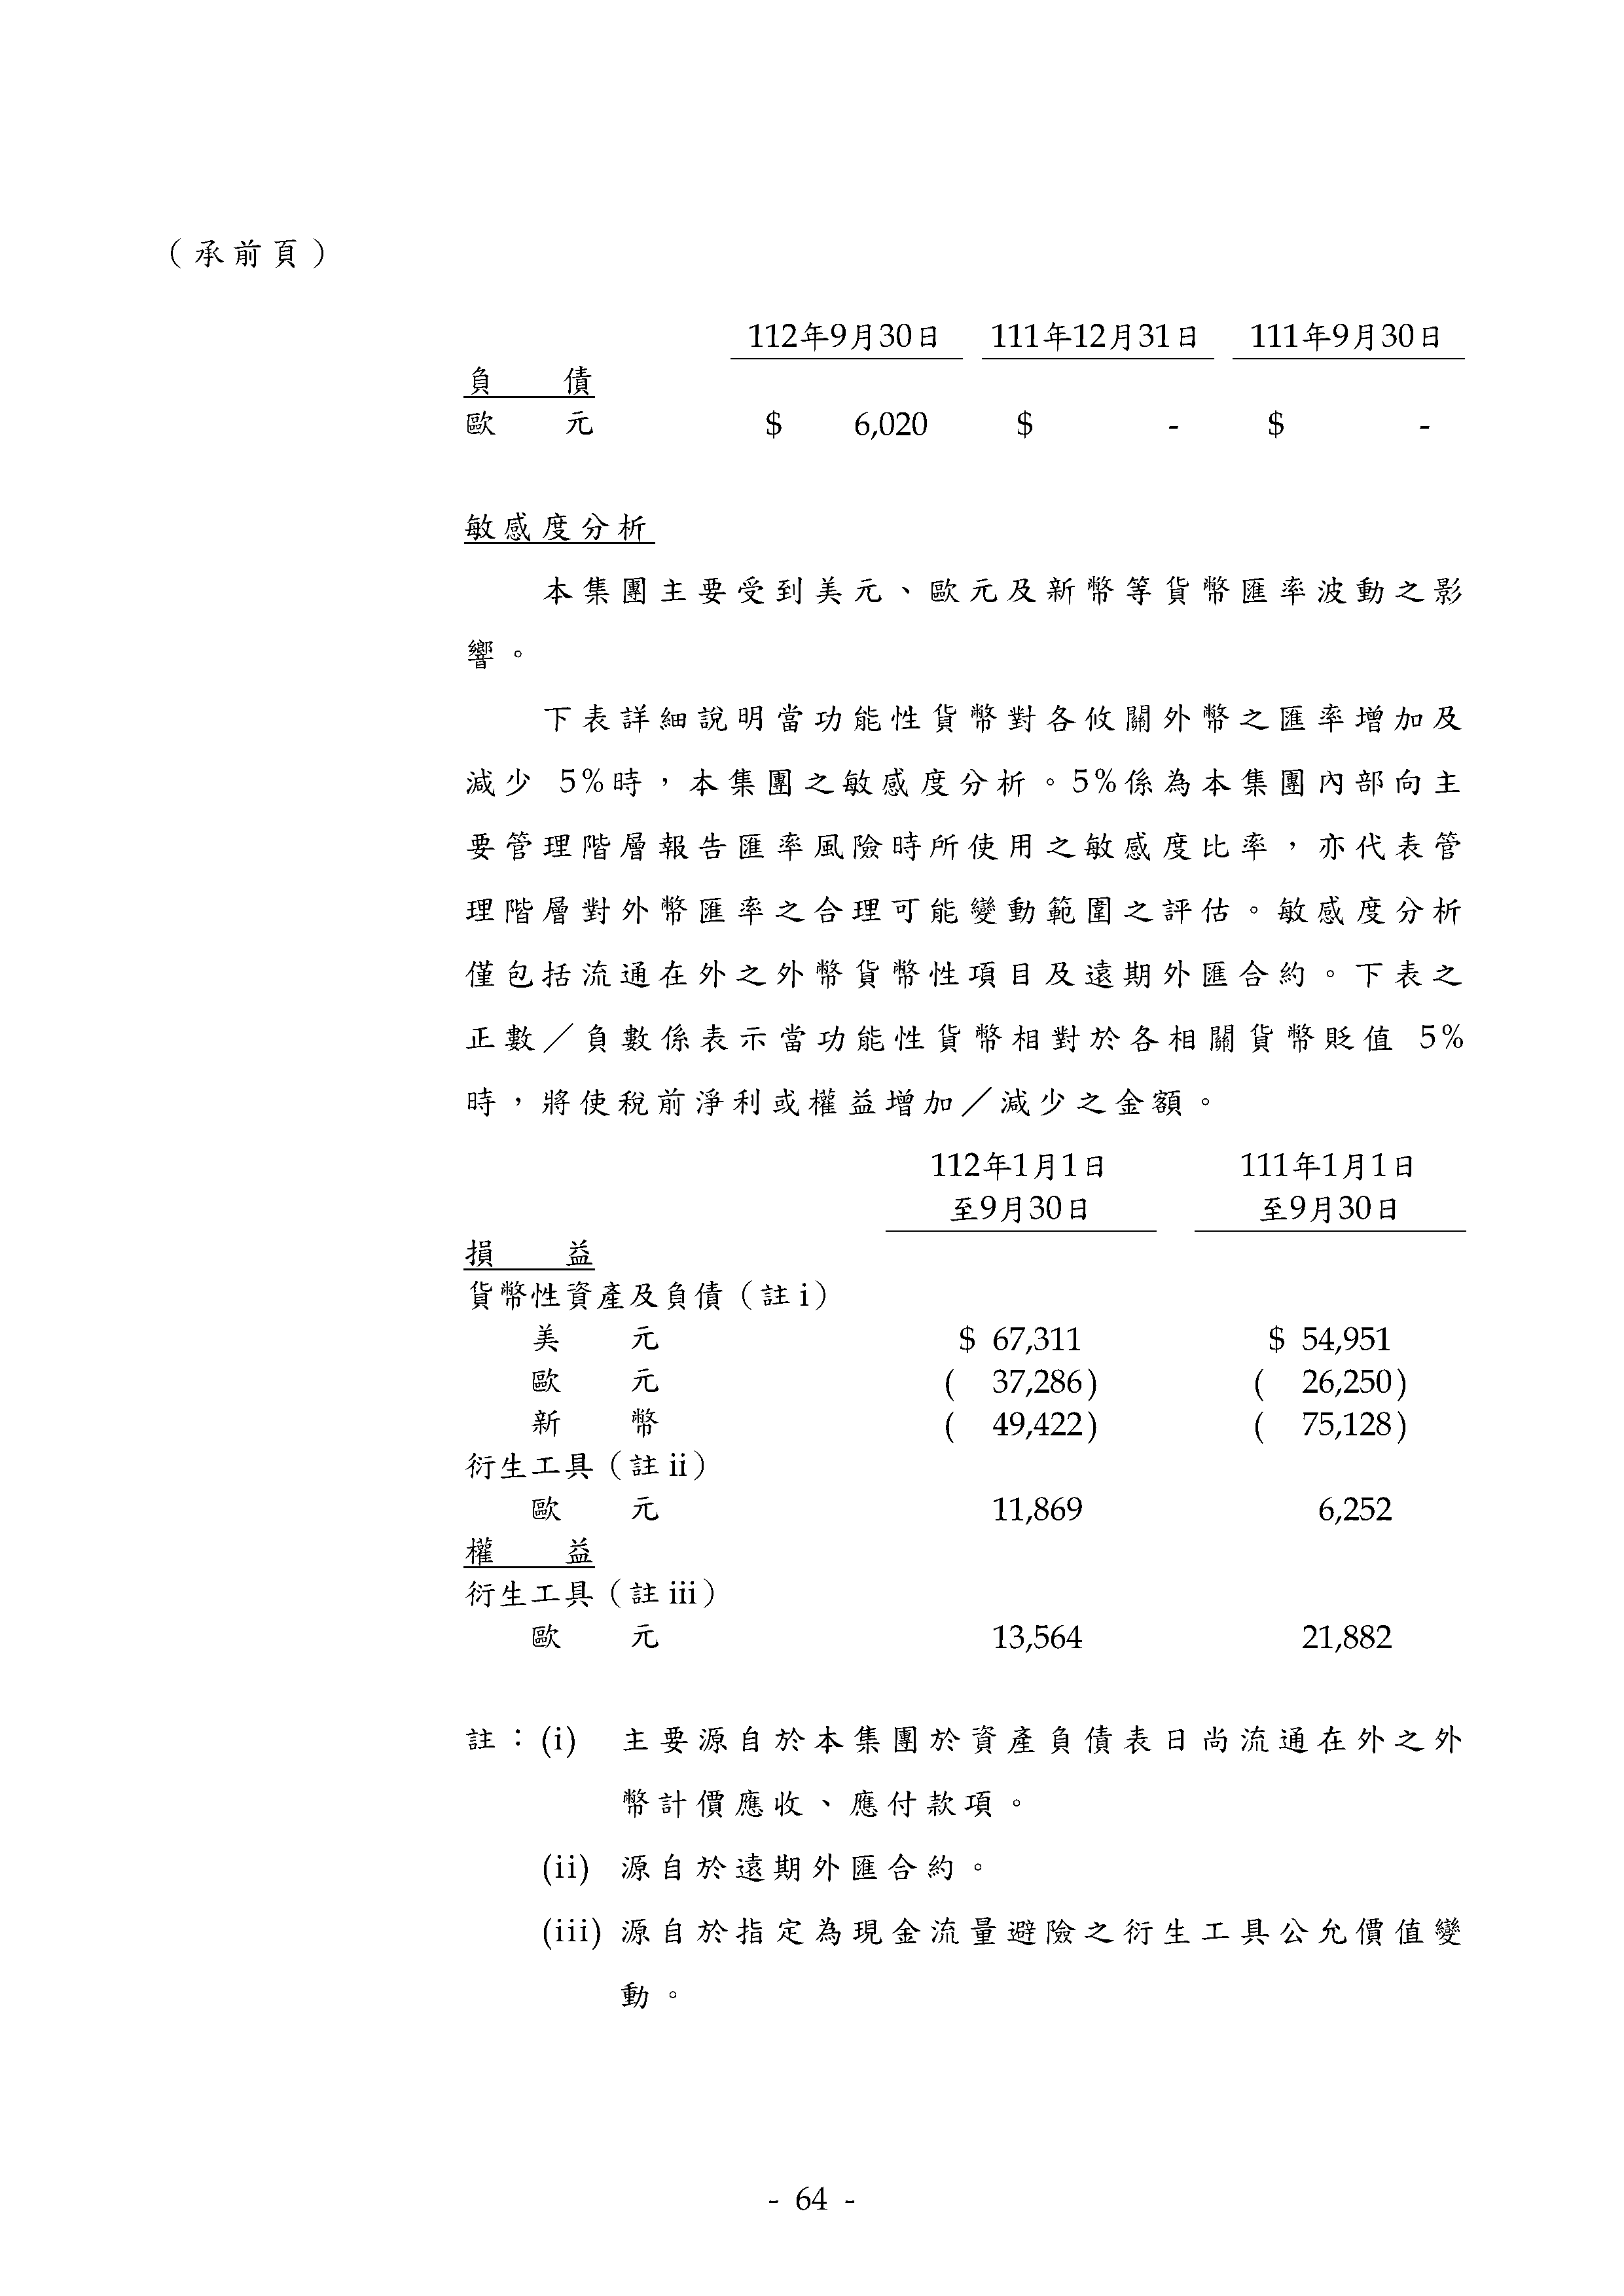 （承前頁）
112年9月30日 111年12月31日 111年9月30日
負債
歐元 $ 6,020 $ - $ -
敏感度分析
本集團主要受到美元、歐元及新幣等貨幣匯率波動之影
響。
下表詳細說明當功能性貨幣對各攸關外幣之匯率增加及
減少 5%時，本集團之敏感度分析。5%係為本集團內部向主
要管理階層報告匯率風險時所使用之敏感度比率，亦代表管
理階層對外幣匯率之合理可能變動範圍之評估。敏感度分析
僅包括流通在外之外幣貨幣性項目及遠期外匯合約。下表之
正數／負數係表示當功能性貨幣相對於各相關貨幣貶值 5%
時，將使稅前淨利或權益增加／減少之金額。
112年1月1日 111年1月1日
至9月30日 至9月30日
損益
貨幣性資產及負債（註 i）
美元 $ 67,311 $ 54,951
歐元 ( 37,286) ( 26,250)
新幣 ( 49,422) ( 75,128)
衍生工具（註 ii）
歐元 11,869 6,252
權益
衍生工具（註 iii）
歐元 13,564 21,882
註：(i) 主要源自於本集團於資產負債表日尚流通在外之外
幣計價應收、應付款項。
(ii) 源自於遠期外匯合約。
(iii) 源自於指定為現金流量避險之衍生工具公允價值變
動。
- 64 -